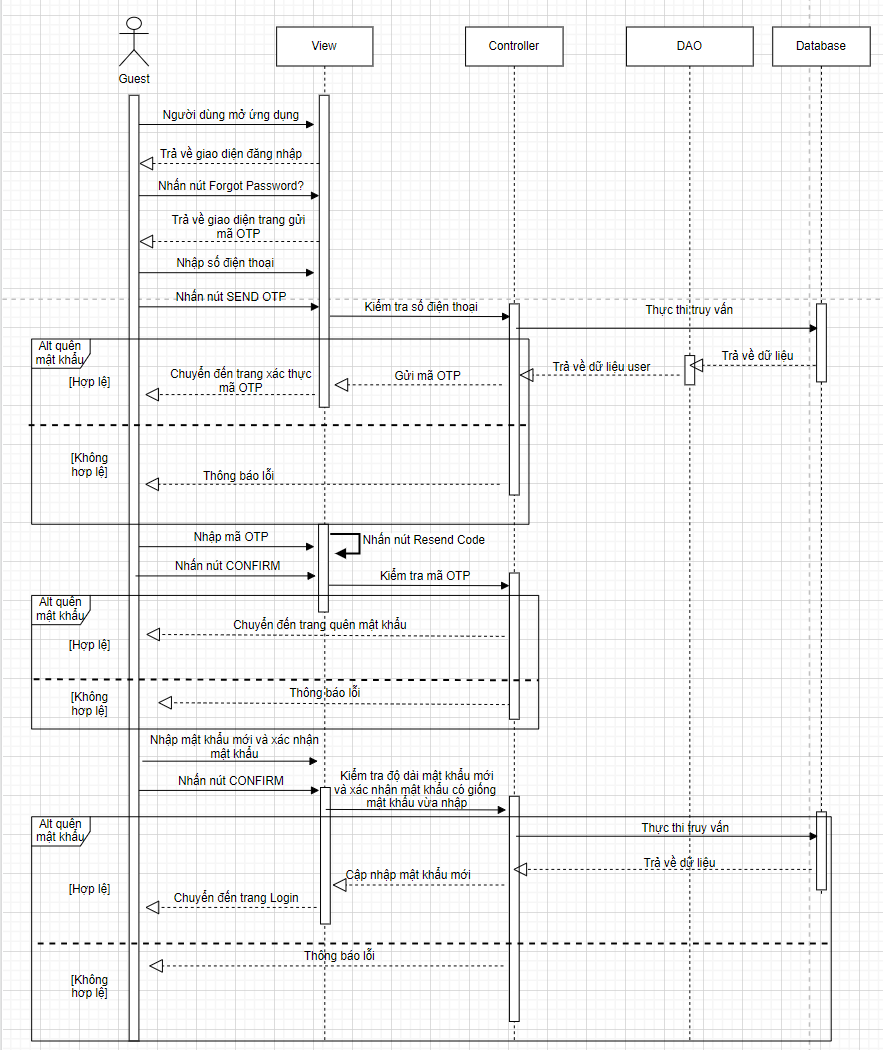 Guest
View
Controller
DAO
Database
Người dùng mở ứng dụng
Trả về giao diện đăng nhập
Nhấn nút Forgot Password?
Trả về giao diện trang gửi
mã OTP
Nhập số điện thoại
Nhấn nút SEND OTP
Kiểm tra số điện thoại
Thực thi truy vấn
Alt quên
mật khẩu
[Hợp lệ]
Chuyển đến trang xác thực
mã OTP
Gửi mã OTP
Trả về dữ liệu user
Trả về dữ liệu
[Không
hợp lệ]
Thông báo lỗi
Nhập mã OTP
Nhấn nút Resend Code
Nhấn nút CONFIRM
Kiểm tra mã OTP
Alt quên
mật khẩu
Chuyển đến trang quên mật khẩu
[Hợp lệ]
[Không
hợp lệ]
Thông báo lỗi
Nhập mật khẩu mới và xác nhận
mật khẩu
Nhấn nút CONFIRM
Kiểm tra độ dài mật khẩu mới
và xác nhận mật khẩu có giống
mật khẩu vừa nhập
Alt quên
mật khẩu
Thực thi truy vấn
Trả về dữ liệu
Cập nhập mật khẩu mới
[Hợp lệ]
Chuyển đến trang Login
Thông báo lỗi
[Không
hợp lệ]